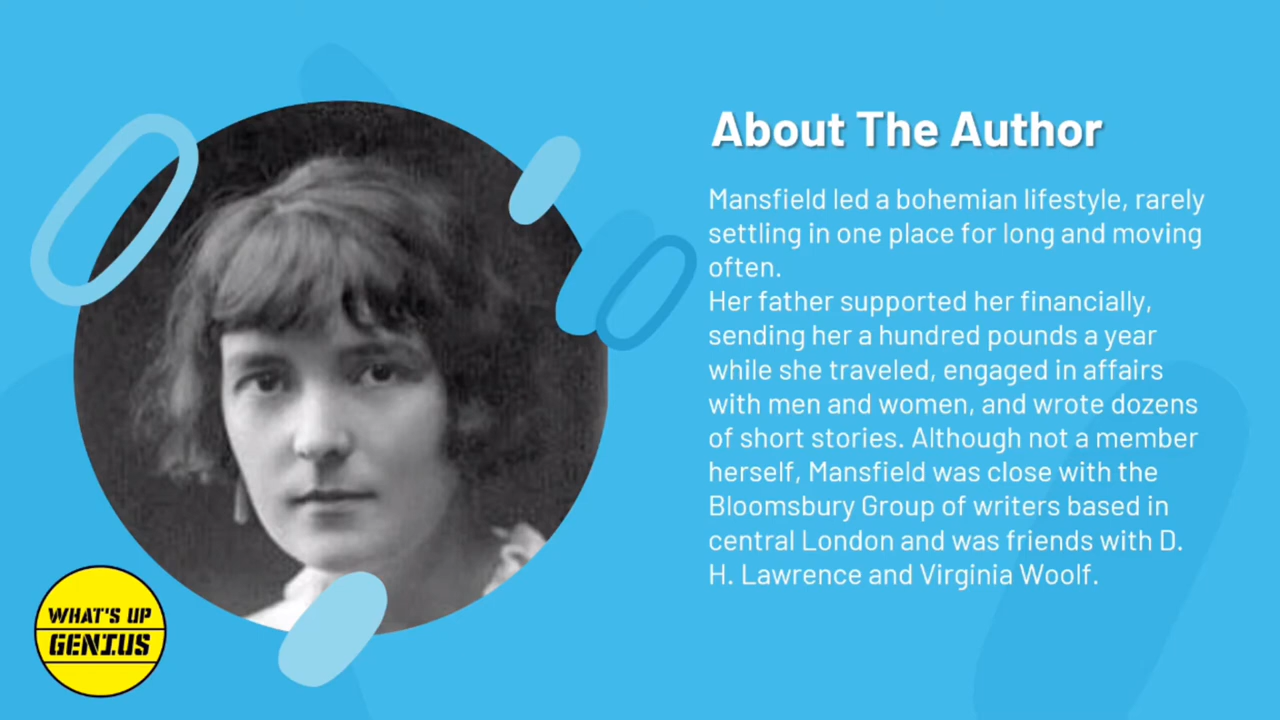 About The Author
Mansfield led a bohemian lifestyle, rarely
settling in one place for long and moving
often.
Her father supported her financially,
sending her a hundred pounds a year
while she traveled, engaged in affairs
with men and women, and wrote dozens
of short stories. Although not a member
herself, Mansfield was close with the
Bloomsbury Group of writers based in
central London and was friends with D.
H. Lawrence and Virginia Woolf.
WHAT'S UP
GENIUS